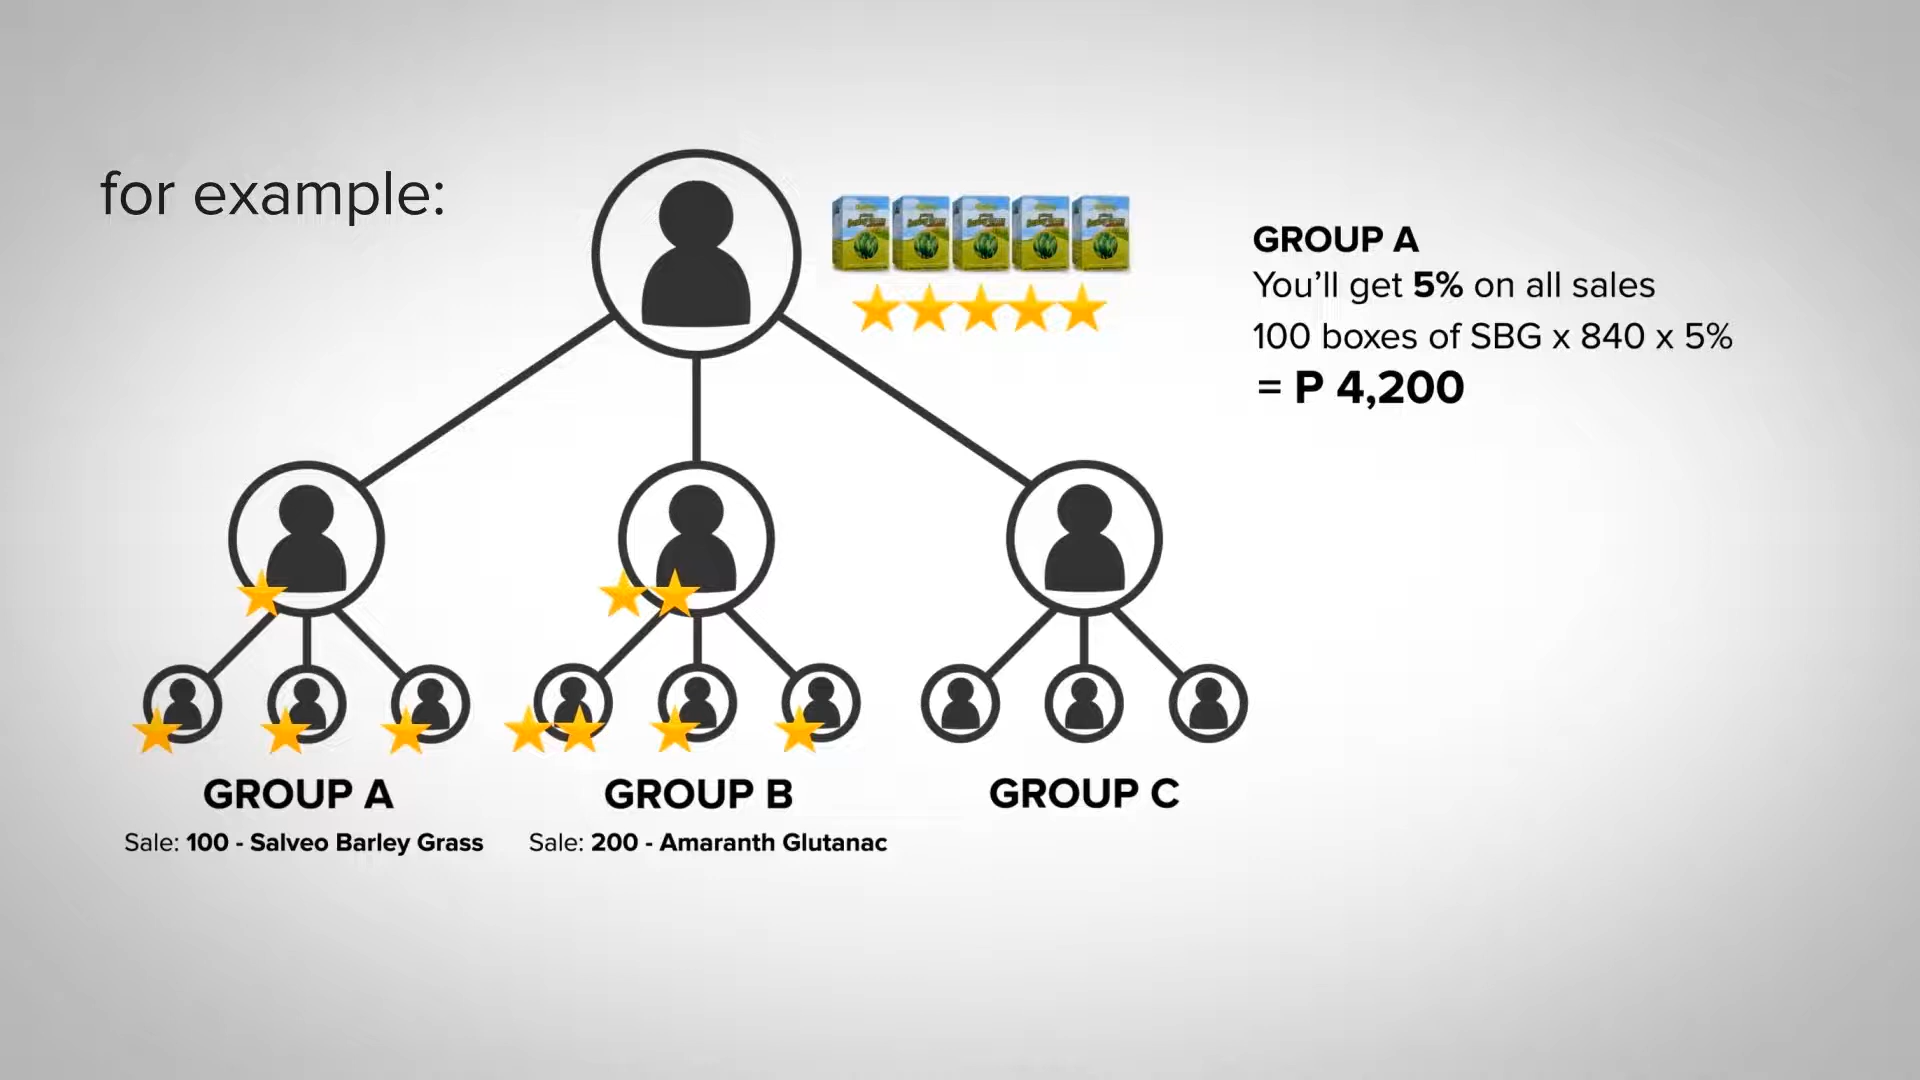 for example:
GROUP A
You'll get 5% on all sales
100 boxes of SBG x 840 x 5%
= P 4,200
GROUP A
Sale: 100 - Salveo Barley Grass
GROUP B
Sale: 200 - Amaranth Glutanac
GROUP C